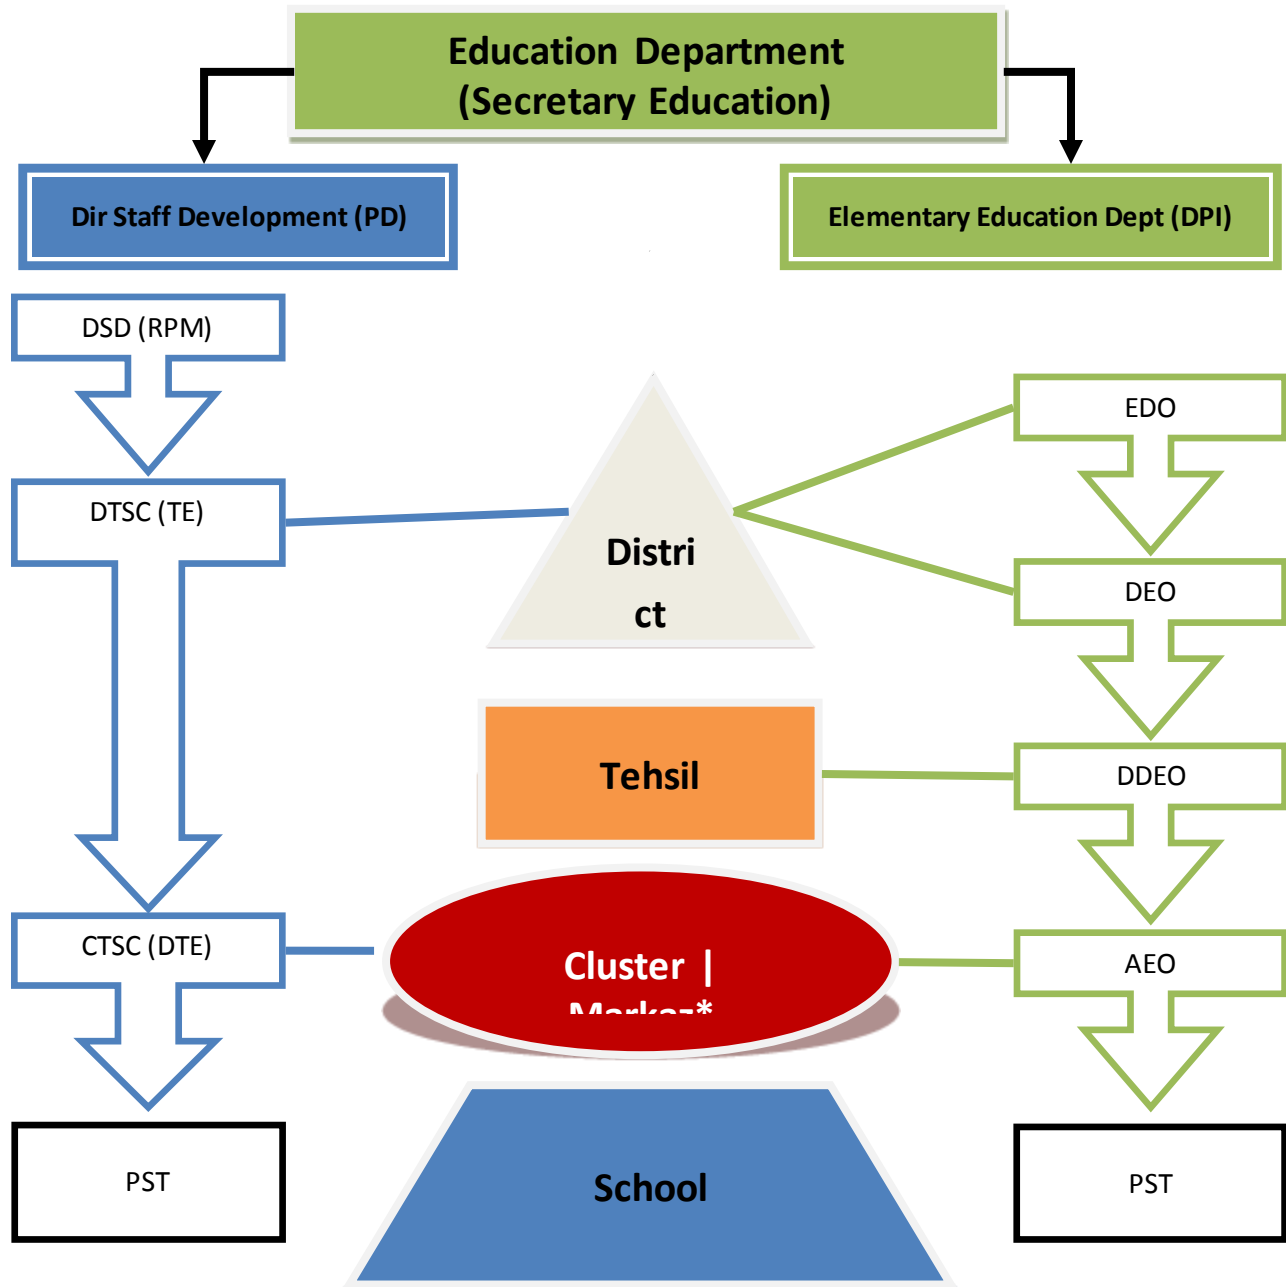 Education Department
(Secretary Education)
Dir Staff Development (PD)
Elementary Education Dept (DPI)
DSD (RPM)
EDO
DTSC (TE)
Distri
ct
DEO
Tehsil
DDEO
CTSC (DTE)
Cluster |
Markaz*
AEO
PST
School
PST